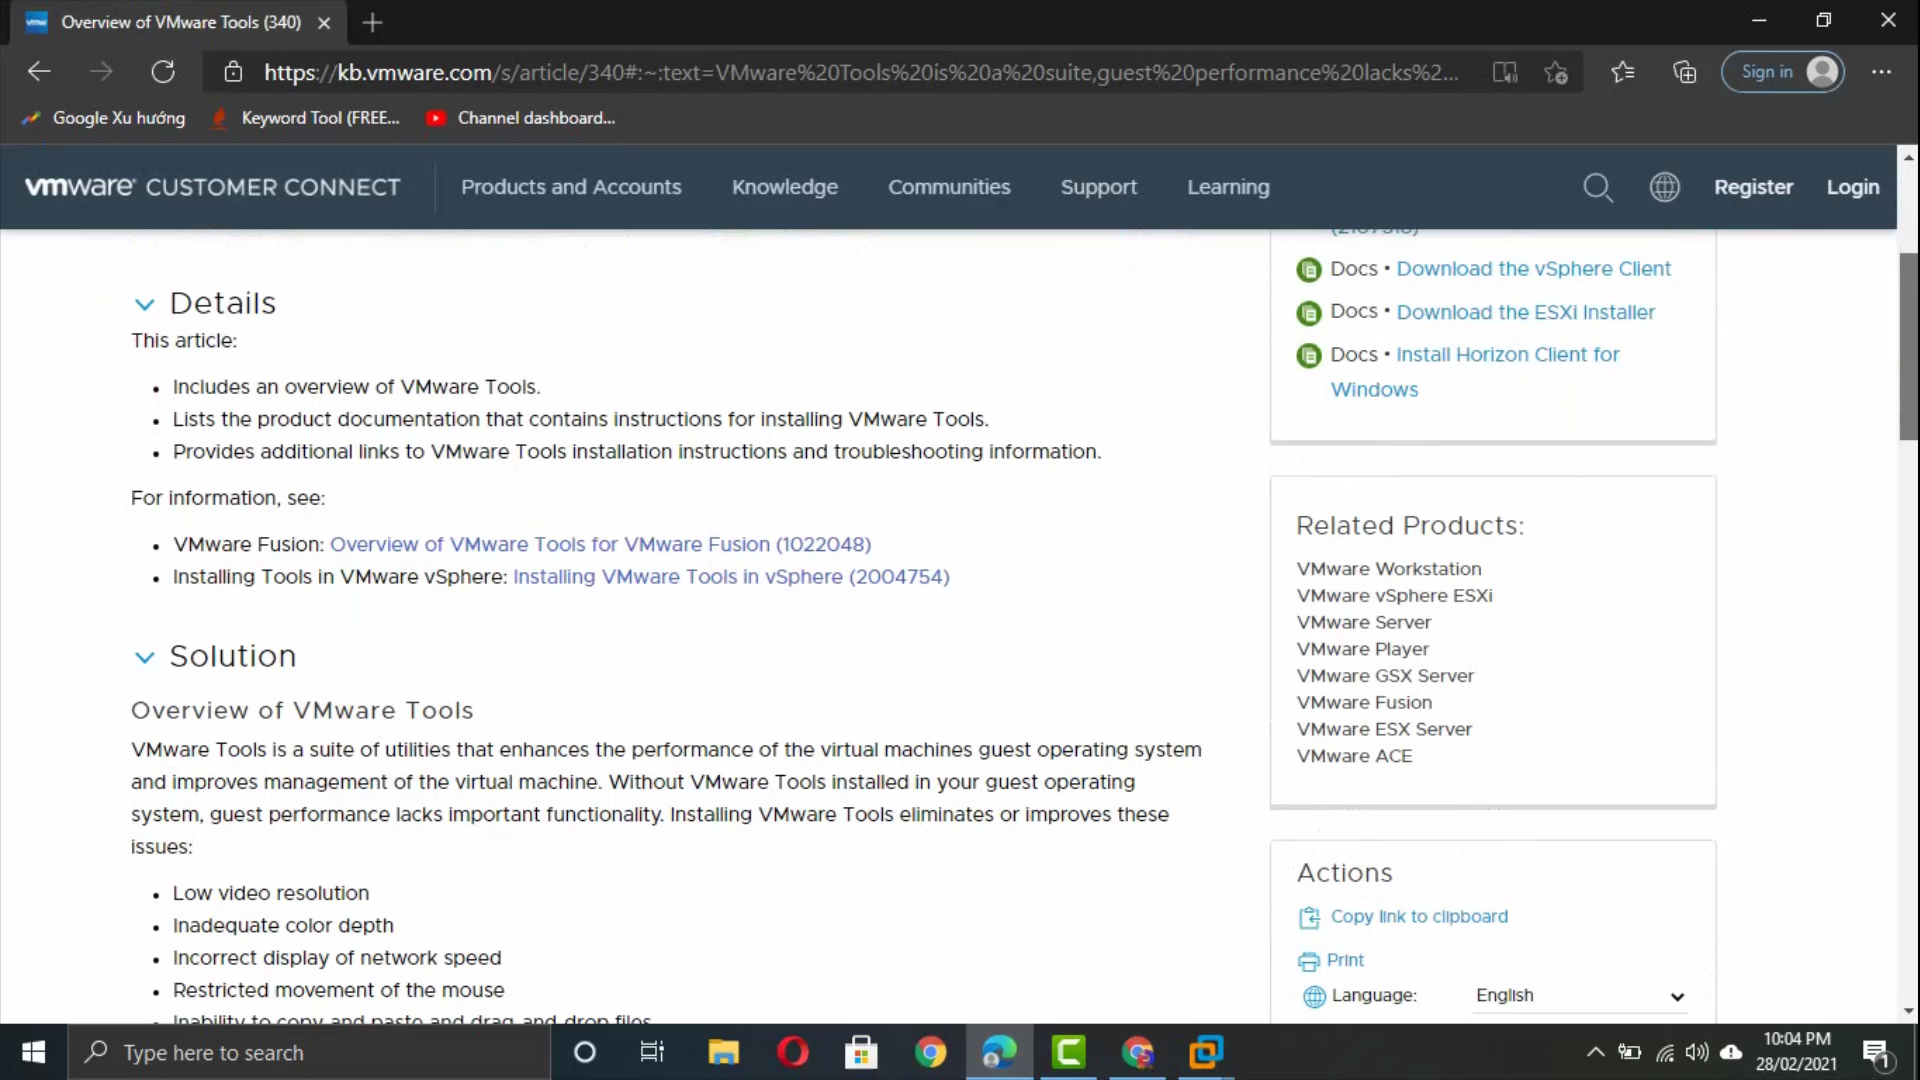 Overview of VMware Tools (340)
https://kb.vmware.com/s/article/340#:~:text=VMware%20Tools%20is%20a%20suite,guest%20performance%20lacks%2...
Sign in
Google Xu hướng
Keyword Tool (FREE...
Channel dashboard...
vmware CUSTOMER CONNECT
Products and Accounts
Knowledge
Communities
Support
Learning
Register
Login
Details
This article:
• Includes an overview of VMware Tools.
• Lists the product documentation that contains instructions for installing VMware Tools.
• Provides additional links to VMware Tools installation instructions and troubleshooting information.
For information, see:
• VMware Fusion: Overview of VMware Tools for VMware Fusion (1022048)
• Installing Tools in VMware vSphere: Installing VMware Tools in vSphere (2004754)
Solution
Overview of VMware Tools
VMware Tools is a suite of utilities that enhances the performance of the virtual machines guest operating system
and improves management of the virtual machine. Without VMware Tools installed in your guest operating
system, guest performance lacks important functionality. Installing VMware Tools eliminates or improves these
issues:
• Low video resolution
• Inadequate color depth
• Incorrect display of network speed
• Restricted movement of the mouse
• Inability to copy and paste and drag-and-drop files
Docs • Download the vSphere Client
Docs • Download the ESXi Installer
Docs • Install Horizon Client for
Windows
Related Products:
VMware Workstation
VMware vSphere ESXi
VMware Server
VMware Player
VMware GSX Server
VMware Fusion
VMware ESX Server
VMware ACE
Actions
Copy link to clipboard
Print
Language:
English
Type here to search
10:04 PM
28/02/2021
1